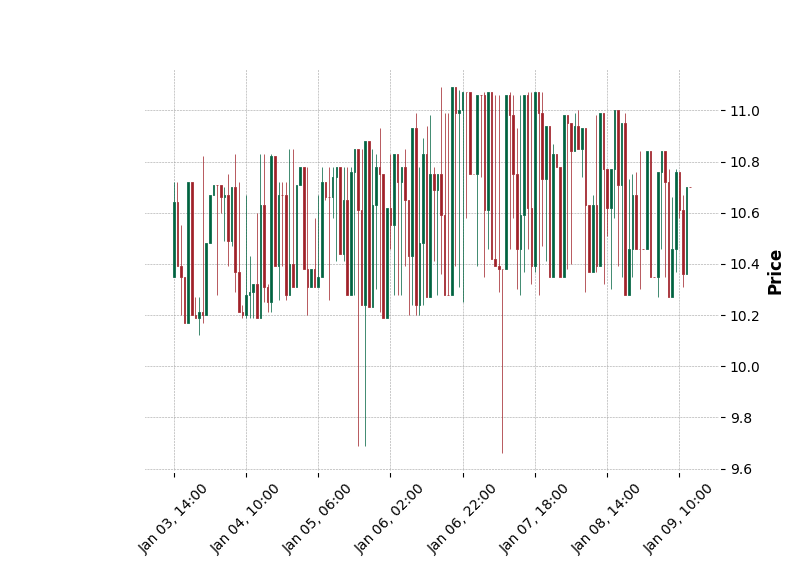 11.0
10.8
10.6
10.4
10.2
10.0
9.8
9.6
Price
Jan 03, 14:00
Jan 04, 10:00
Jan 05, 06:00
Jan 06, 02:00
Jan 06, 22:00
Jan 07, 18:00
Jan 08, 14:00
Jan 09, 10:00